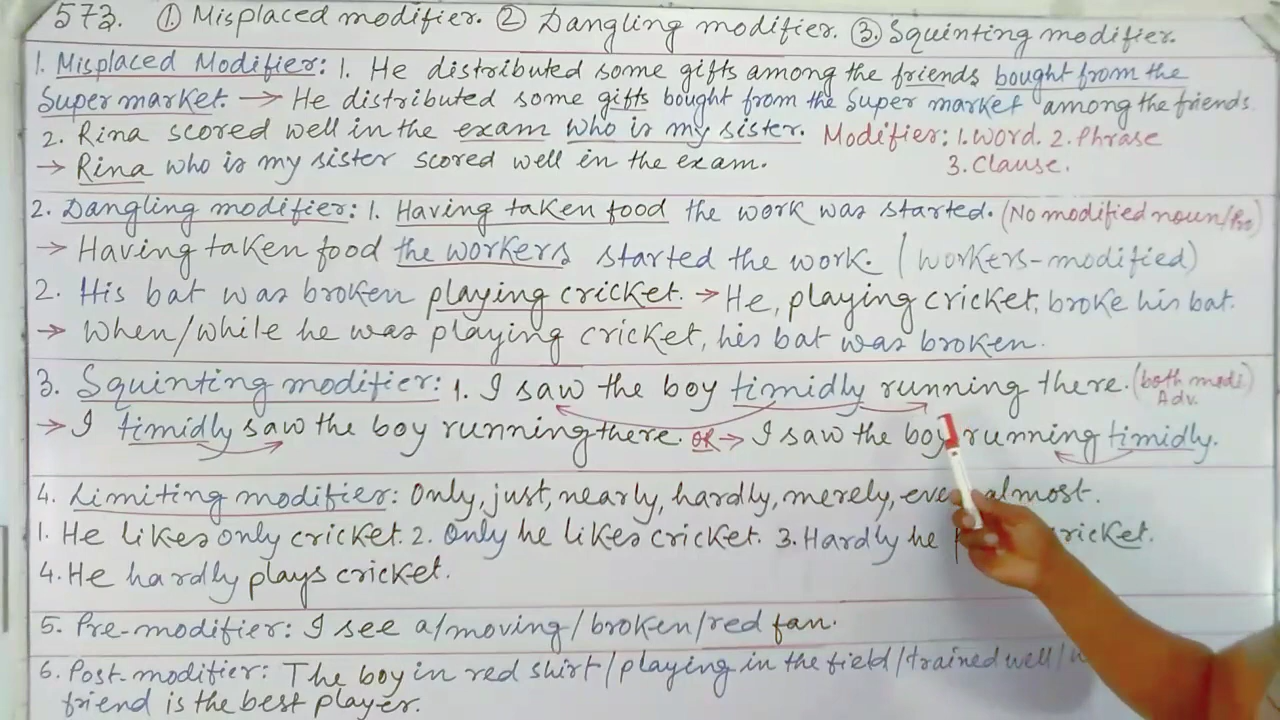 573. ① Misplaced modifier. ② Dangling modifier. ③ Squinting modifier.
1. Misplaced Modifier: 1. He distributed some gifts among the friends bought from the
Super market. → He distributed some gifts bought from the Super market among the friends.
2. Rina scored well in the exam who is my sister. Modifier: 1. Word. 2. Phrase
→ Rina who is my sister scored well in the exam. 3. Clause.
2. Dangling modifier: 1. Having taken food the work was started. (No modified noun/Pro)
→ Having taken food the workers started the work. (workers-modified)
2. His bat was broken playing cricket. → He, playing cricket, broke his bat.
→ When/while he was playing cricket, his bat was broken.
3. Squinting modifier: 1. I saw the boy timidly running there. (both modi.)
Adv.
→ I timidly saw the boy running there. OR → I saw the boy running timidly.
4. Limiting modifier: Only, just, nearly, hardly, merely, even almost.
1. He likes only cricket. 2. Only he likes cricket. 3. Hardly he cricket.
4. He hardly plays cricket.
5. Pre-modifier: I see a/moving/broken/red fan.
6. Post-modifier: The boy in red shirt/playing in the field/trained well/
friend is the best player.